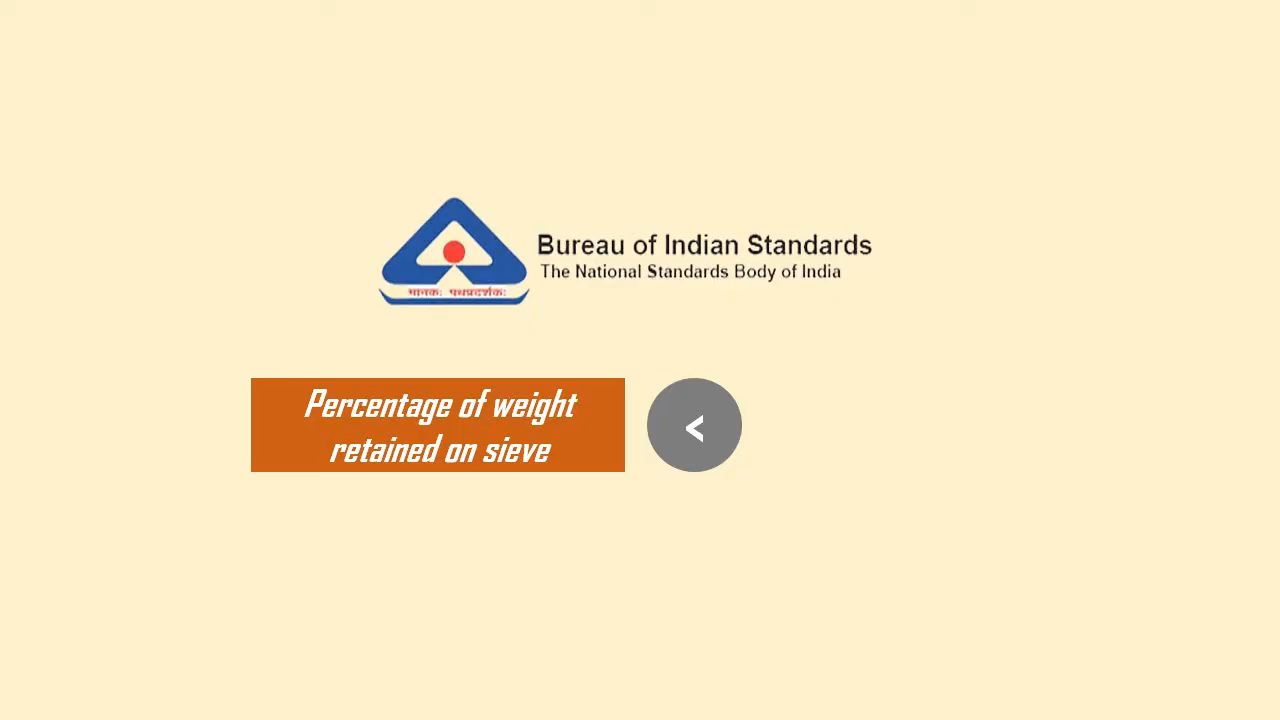 Bureau of Indian Standards
The National Standards Body of India
मानकः पथप्रदर्शकः
Percentage of weight
retained on sieve
<